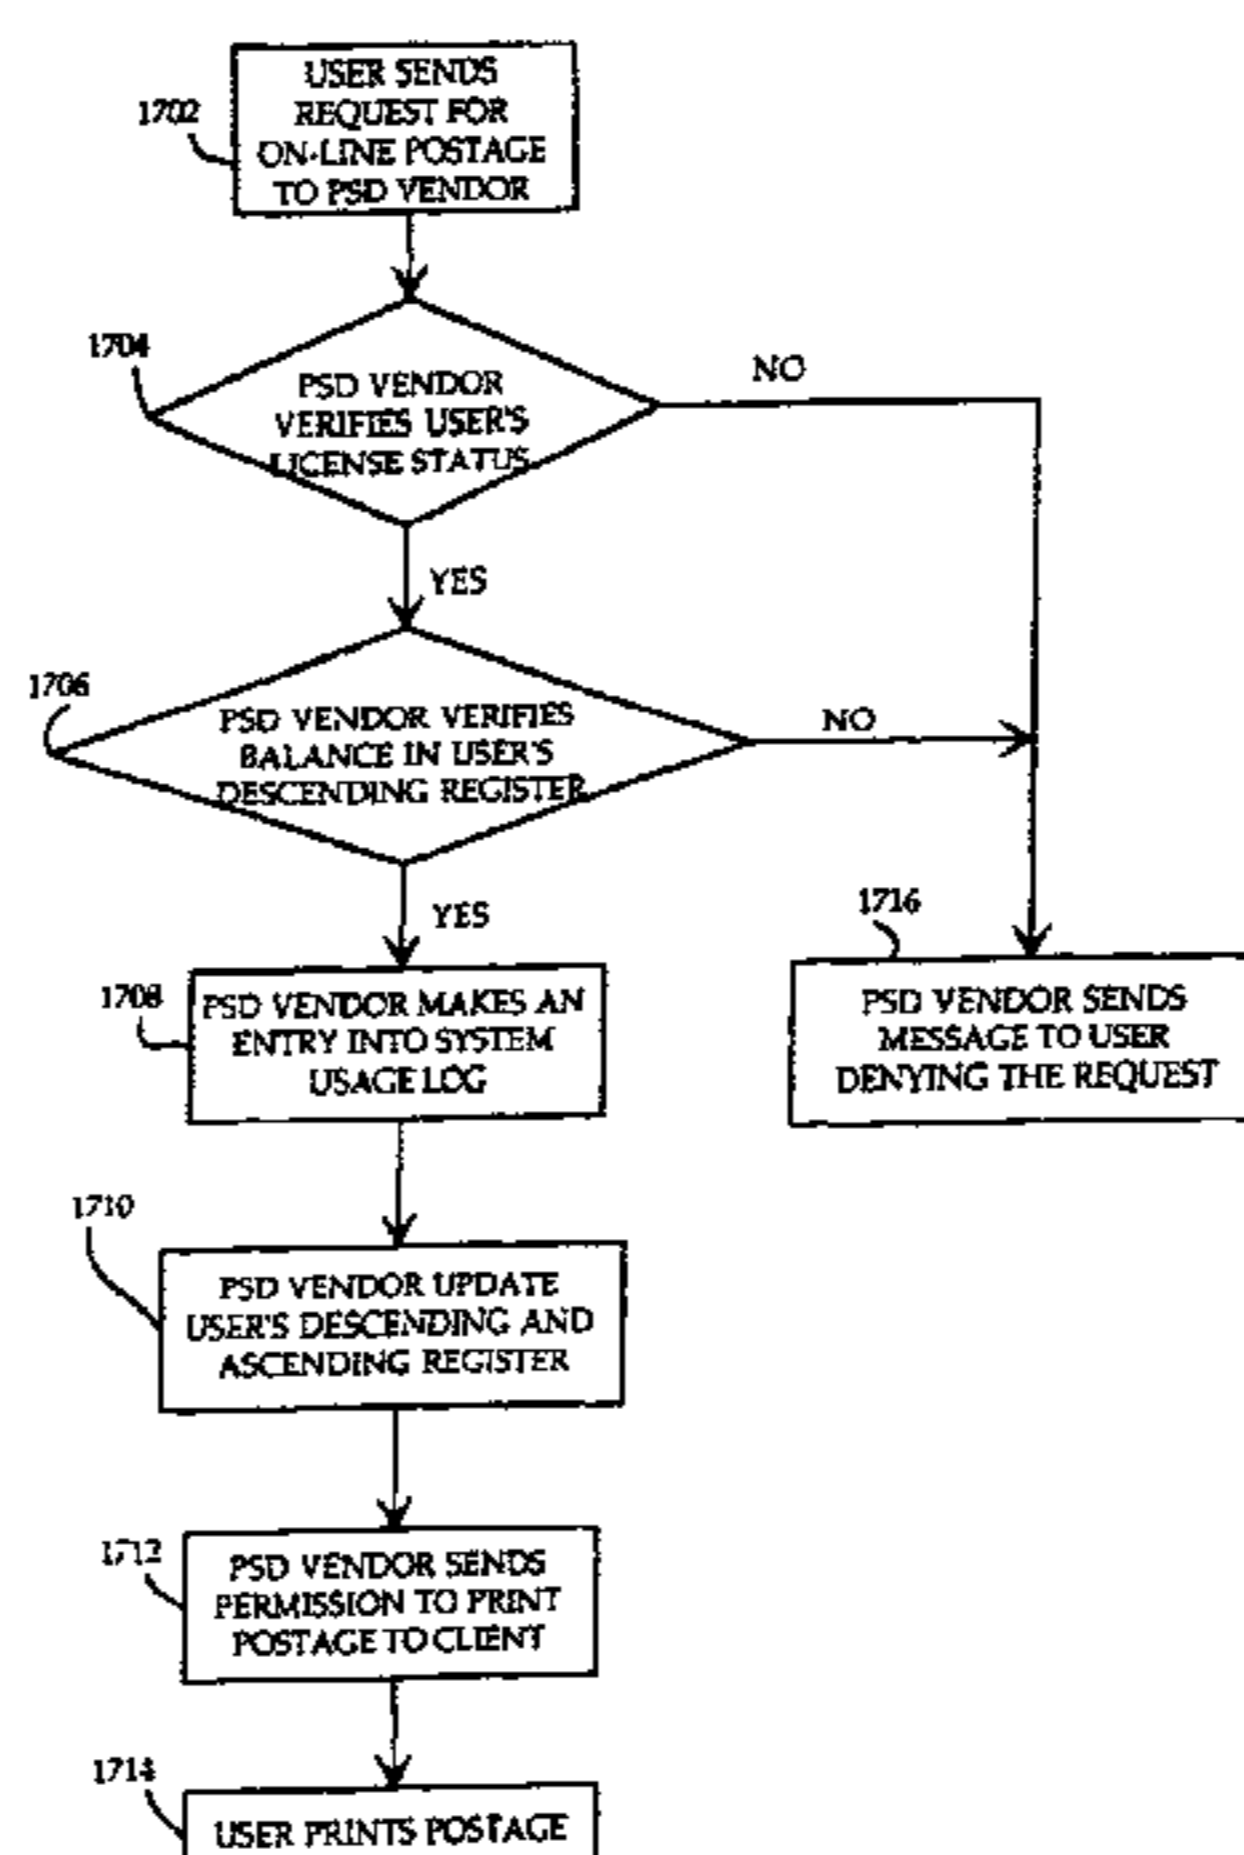 1702
USER SENDS
REQUEST FOR
ON-LINE POSTAGE
TO PSD VENDOR
1704
PSD VENDOR
VERIFIES USER'S
LICENSE STATUS
NO
YES
1706
PSD VENDOR VERIFIES
BALANCE IN USER'S
DESCENDING REGISTER
NO
YES
1708
PSD VENDOR MAKES AN
ENTRY INTO SYSTEM
USAGE LOG
1716
PSD VENDOR SENDS
MESSAGE TO USER
DENYING THE REQUEST
1710
PSD VENDOR UPDATE
USER'S DESCENDING AND
ASCENDING REGISTER
1712
PSD VENDOR SENDS
PERMISSION TO PRINT
POSTAGE TO CLIENT
1714
USER PRINTS POSTAGE